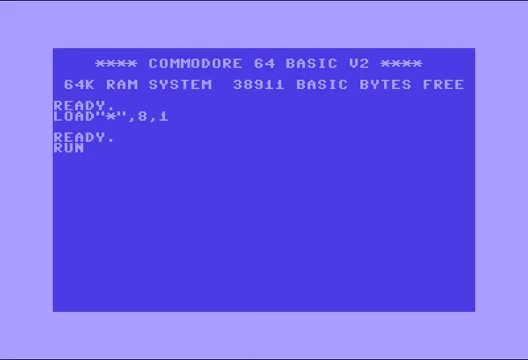 **** COMMODORE 64 BASIC V2 ****
64K RAM SYSTEM  38911 BASIC BYTES FREE
READY.
LOAD"*",8,1
READY.
RUN